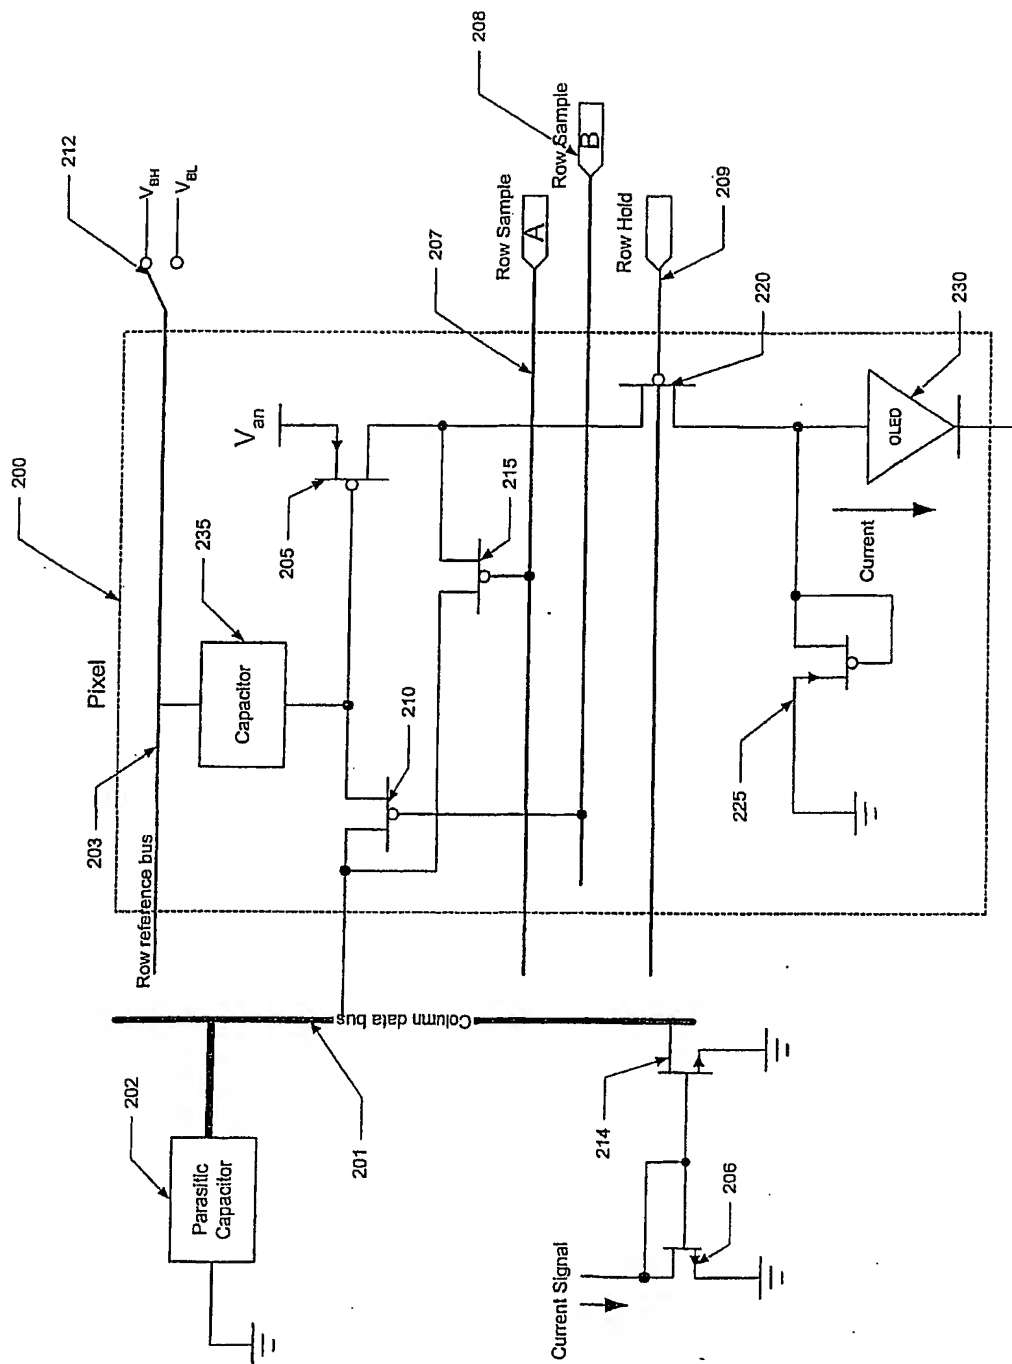 200
Pixel
212
V_BH
V_BL
203
Row reference bus
235
Capacitor
V_an
205
210
215
207
Row Sample
A
208
Row Sample
B
Row Hold
209
220
230
OLED
Current
225
202
Parasitic
Capacitor
201
Column data bus
214
206
Current Signal